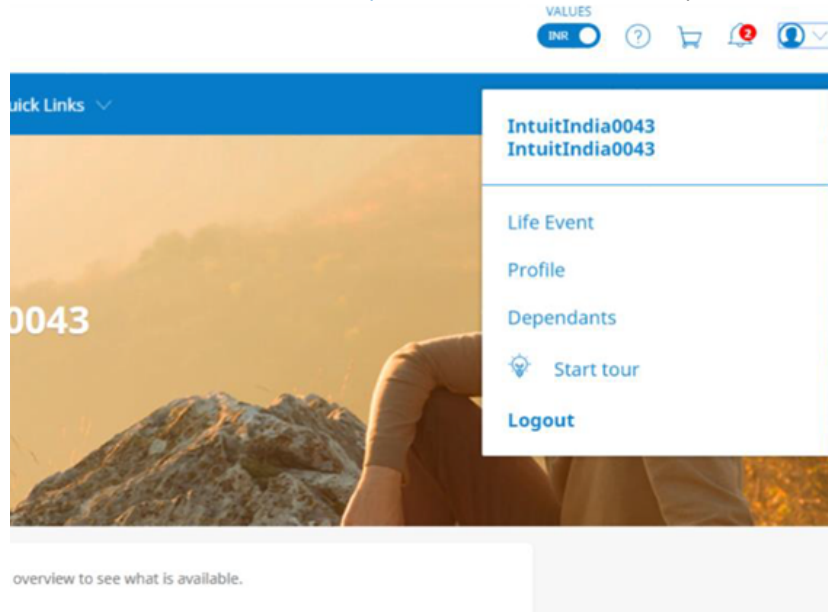 VALUES
INR
?
2
uick Links
IntuitIndia0043
IntuitIndia0043
Life Event
Profile
Dependants
0043
Start tour
Logout
overview to see what is available.